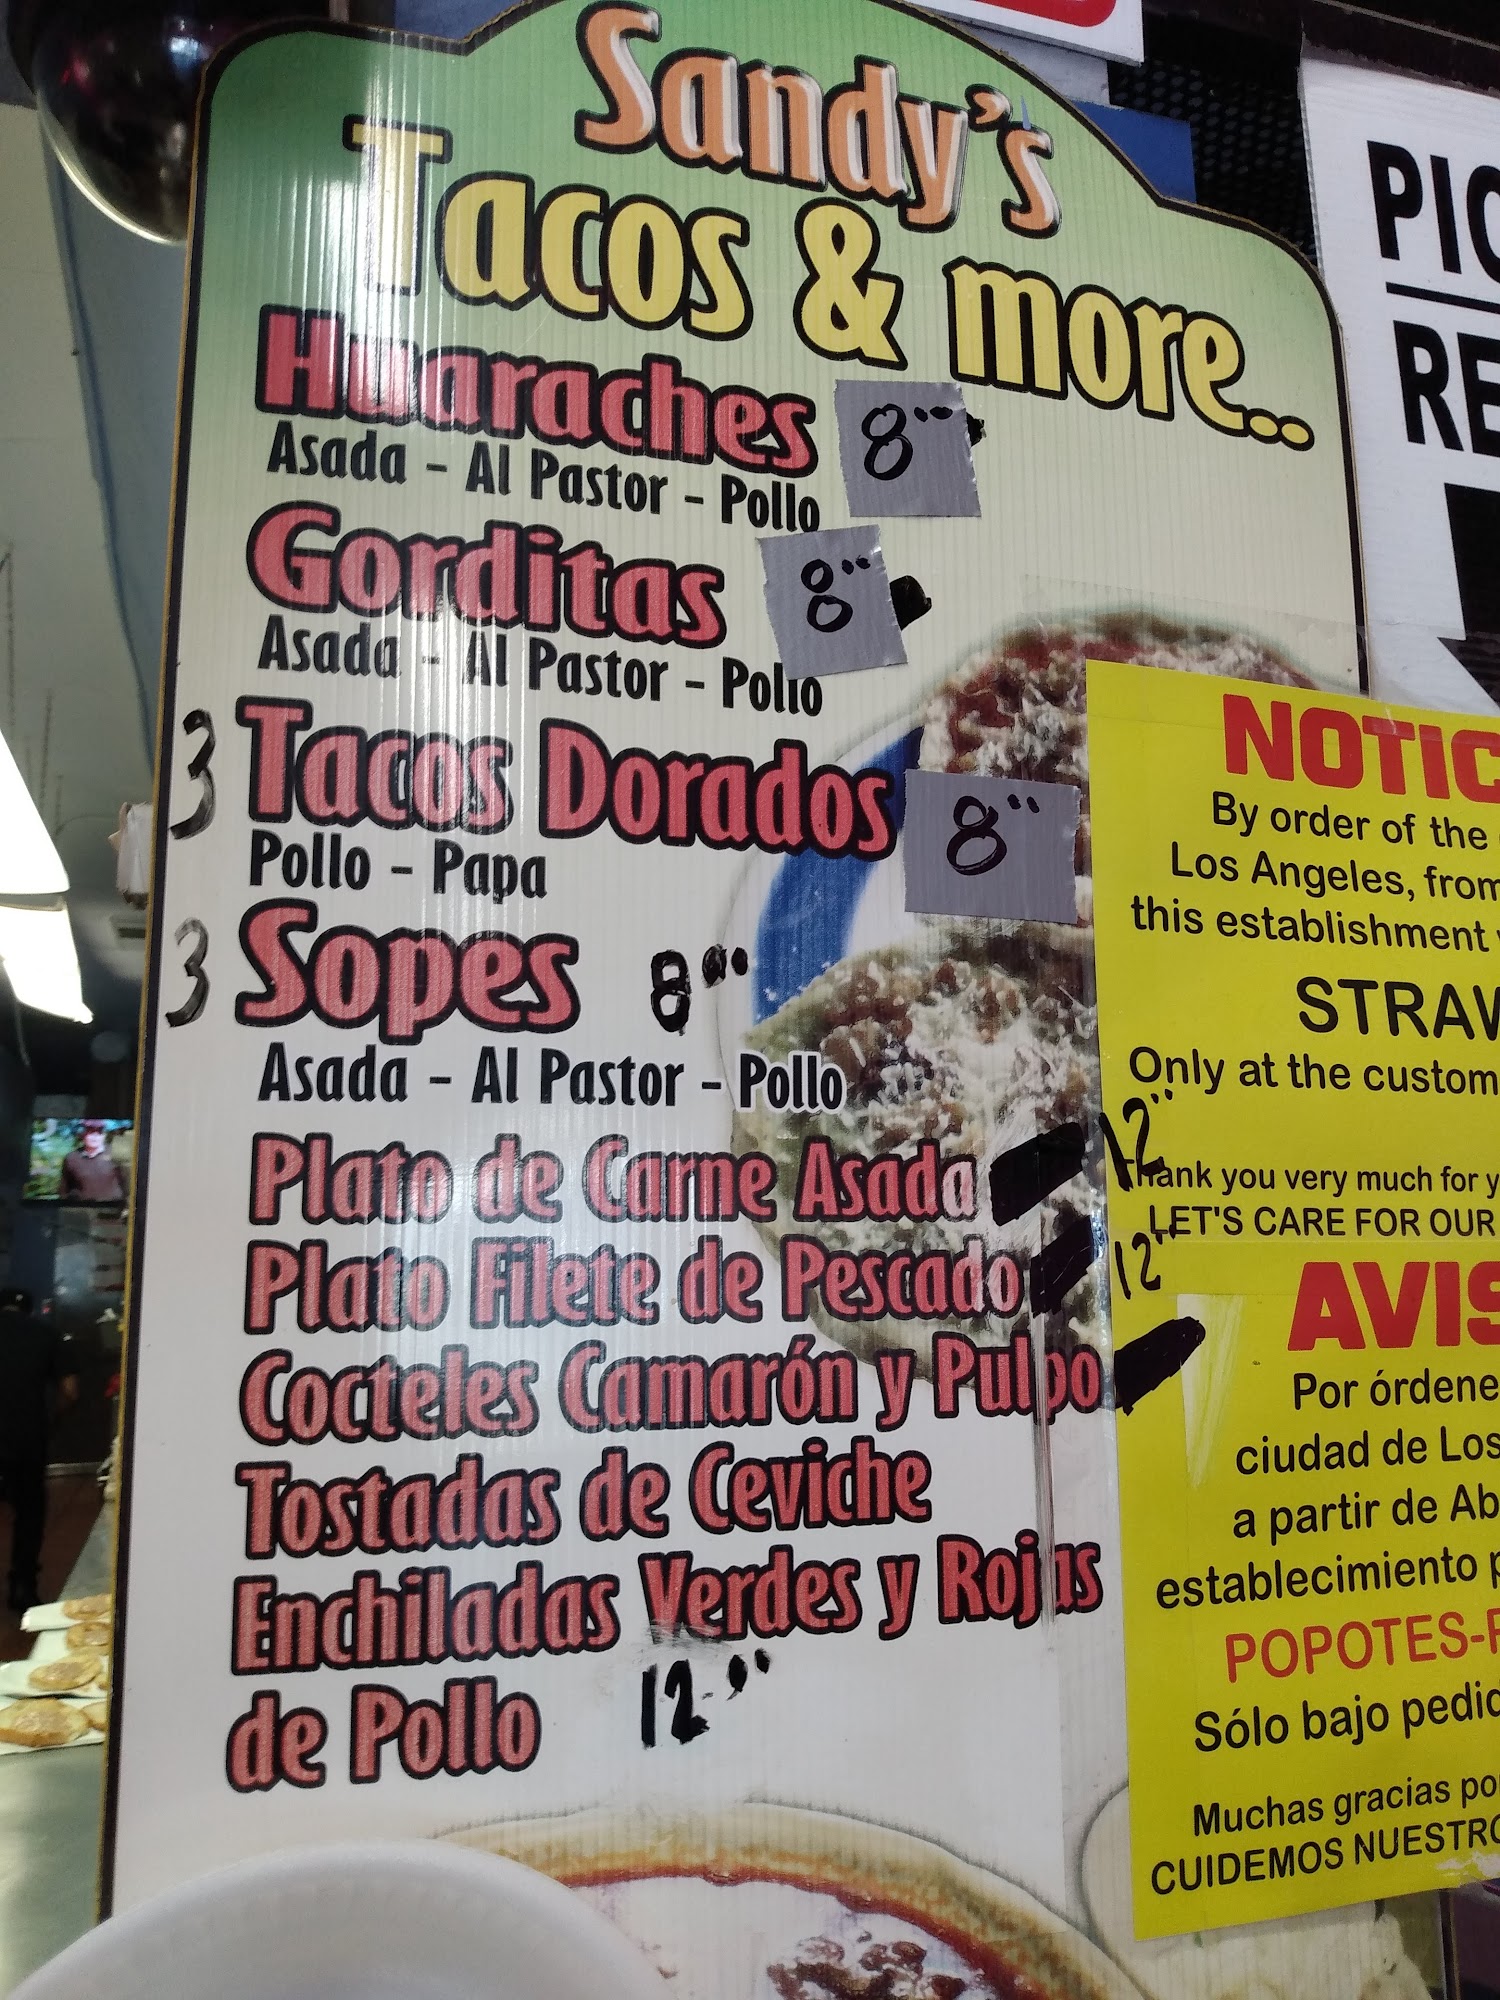 Sandy's
Tacos & more...
Huaraches 8"
Asada - Al Pastor - Pollo
Gorditas 8"
Asada - Al Pastor - Pollo
3 Tacos Dorados 8"
Pollo - Papa
3 Sopes 8"
Asada - Al Pastor - Pollo
Plato de Carne Asada 12"
Plato Filete de Pescado 12"
Cocteles Camarón y Pulpo
Tostadas de Ceviche
Enchiladas Verdes y Rojas
de Pollo 12"
PIC
RE
NOTIC
By order of the
Los Angeles, from
this establishment
STRAW
Only at the custom
Thank you very much for y
LET'S CARE FOR OUR
AVIS
Por órdene
ciudad de Los
a partir de Ab
establecimiento p
POPOTES-
Sólo bajo pedic
Muchas gracias po
CUIDEMOS NUESTRO